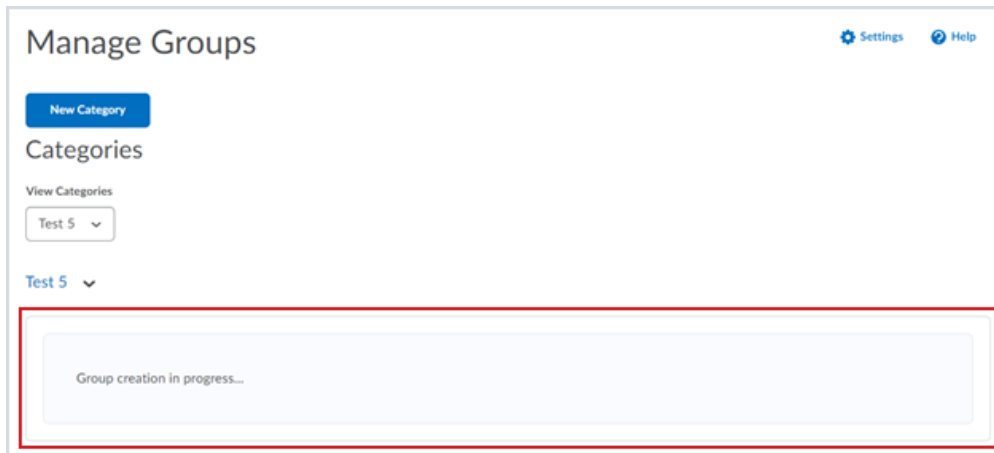 Manage Groups
Settings
Help
New Category
Categories
View Categories
Test 5
Test 5
Group creation in progress...